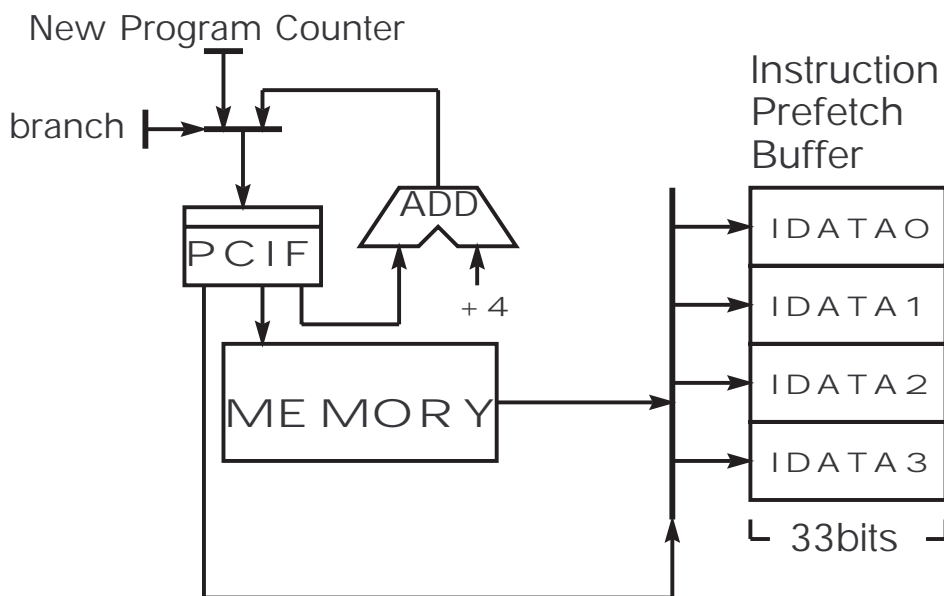 New Program Counter
branch
Instruction
Prefetch
Buffer
ADD
IDATA0
PCIF
+4
IDATA1
MEMORY
IDATA2
IDATA3
33bits